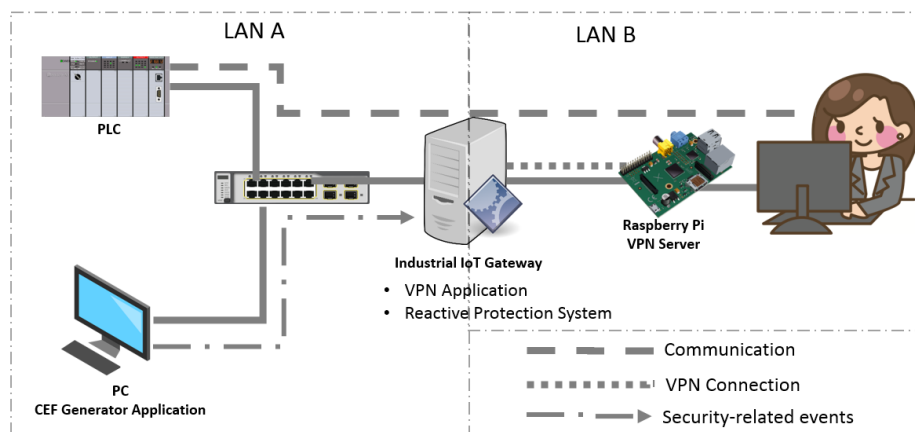 LAN A
LAN B
PLC
Raspberry Pi
VPN Server
Industrial IoT Gateway
• VPN Application
• Reactive Protection System
PC
CEF Generator Application
Communication
VPN Connection
Security-related events